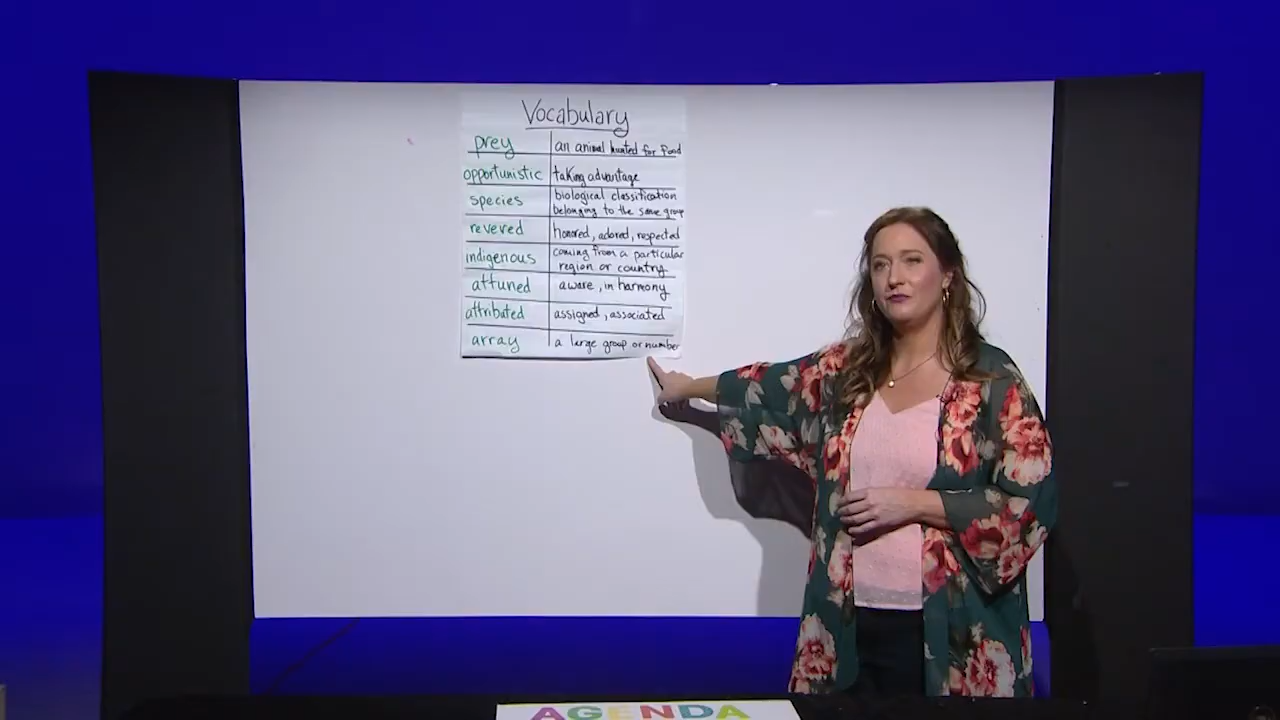 Vocabulary
prey an animal hunted for food
opportunistic taking advantage
species biological classification
belonging to the same group
revered honored, adored, respected
indigenous coming from a particular
region or country
attuned aware, in harmony
attributed assigned, associated
array a large group or number
AGENDA